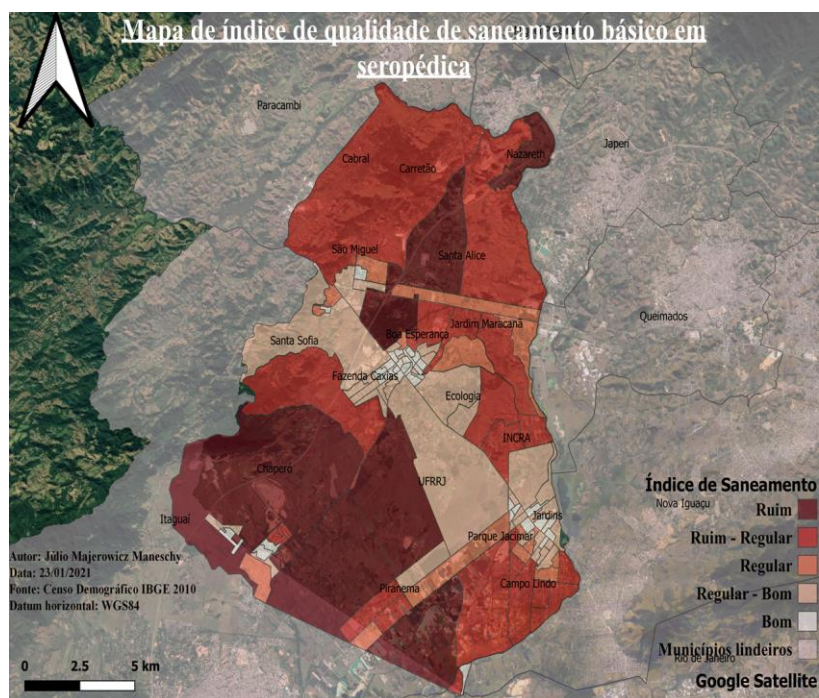 Mapa de índice de qualidade de saneamento básico em
seropédica
Paracambi
Japeri
Nazareth
Cabral
Carretão
São Miguel
Santa Alice
Queimados
Jardim Maracanã
Boa Esperança
Santa Sofia
Fazenda Caxias
Ecologia
INCRA
Chaperó
UFRRJ
Itaguaí
Jardins
Parque Jacimar
Piranema
Campo Lindo
Índice de Saneamento
Nova Iguaçu
Ruim
Ruim - Regular
Regular
Regular - Bom
Bom
Municípios lindeiros
Rio de Janeiro
Google Satellite
Autor: Júlio Majerowicz Maneschy
Data: 23/01/2021
Fonte: Censo Demográfico IBGE 2010
Datum horizontal: WGS84
0 2.5 5 km